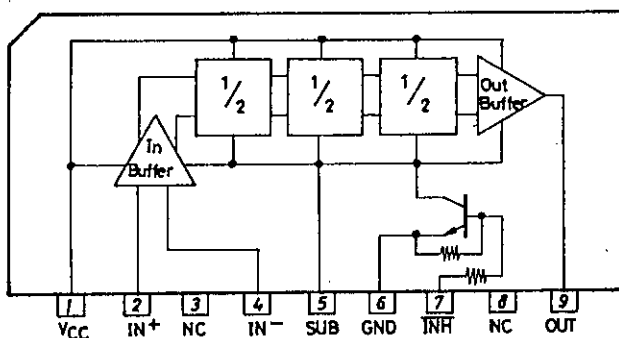 1/2 1/2 1/2 Out
Buffer
In
Buffer
1 2 3 4 5 6 7 8 9
VCC IN+ NC IN- SUB GND I̅N̅H̅ NC OUT